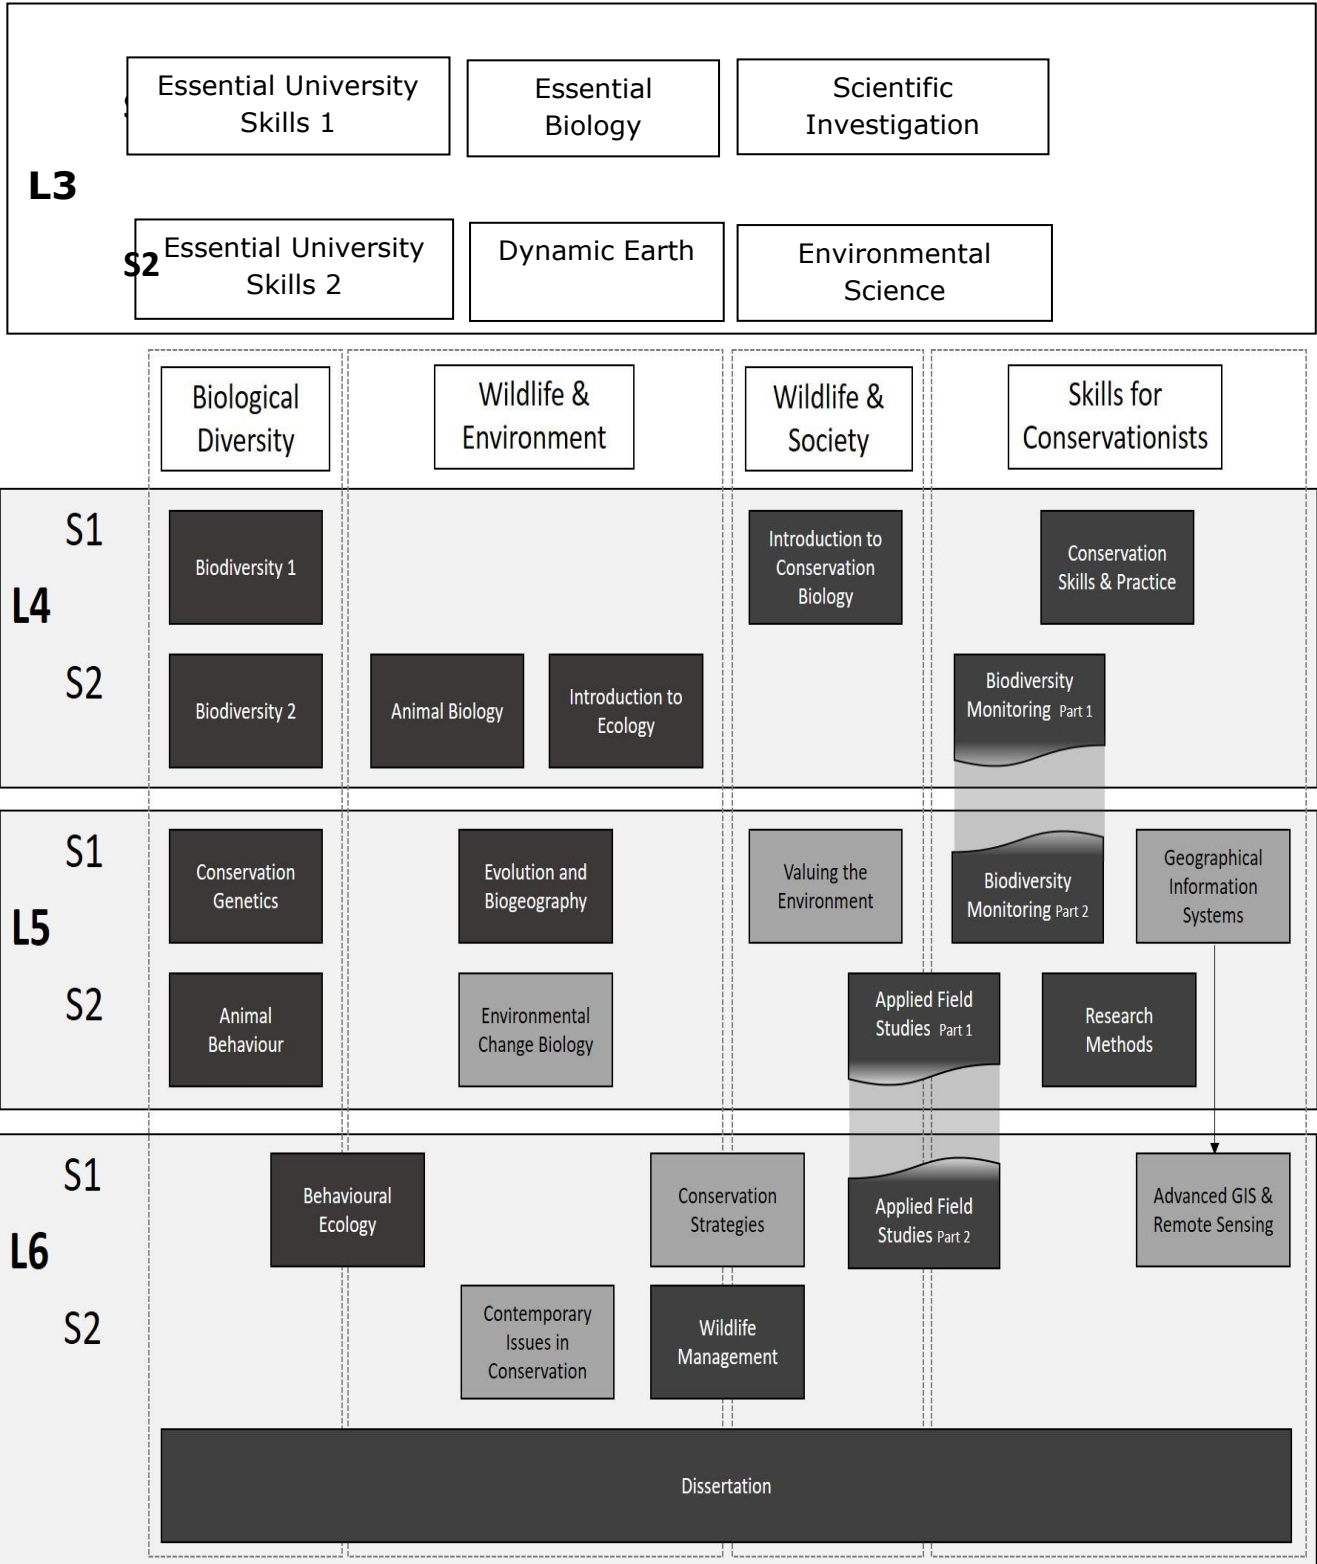 Essential University
Skills 1
Essential
Biology
Scientific
Investigation
L3
S2
Essential University
Skills 2
Dynamic Earth
Environmental
Science
Biological
Diversity
Wildlife &
Environment
Wildlife &
Society
Skills for
Conservationists
S1
Biodiversity 1
Introduction to
Conservation
Biology
Conservation
Skills & Practice
L4
S2
Biodiversity 2
Animal Biology
Introduction to
Ecology
Biodiversity
Monitoring Part 1
S1
Conservation
Genetics
Evolution and
Biogeography
Valuing the
Environment
Biodiversity
Monitoring Part 2
Geographical
Information
Systems
L5
S2
Animal
Behaviour
Environmental
Change Biology
Applied Field
Studies Part 1
Research
Methods
S1
Behavioural
Ecology
Conservation
Strategies
Applied Field
Studies Part 2
Advanced GIS &
Remote Sensing
L6
S2
Contemporary
Issues in
Conservation
Wildlife
Management
Dissertation